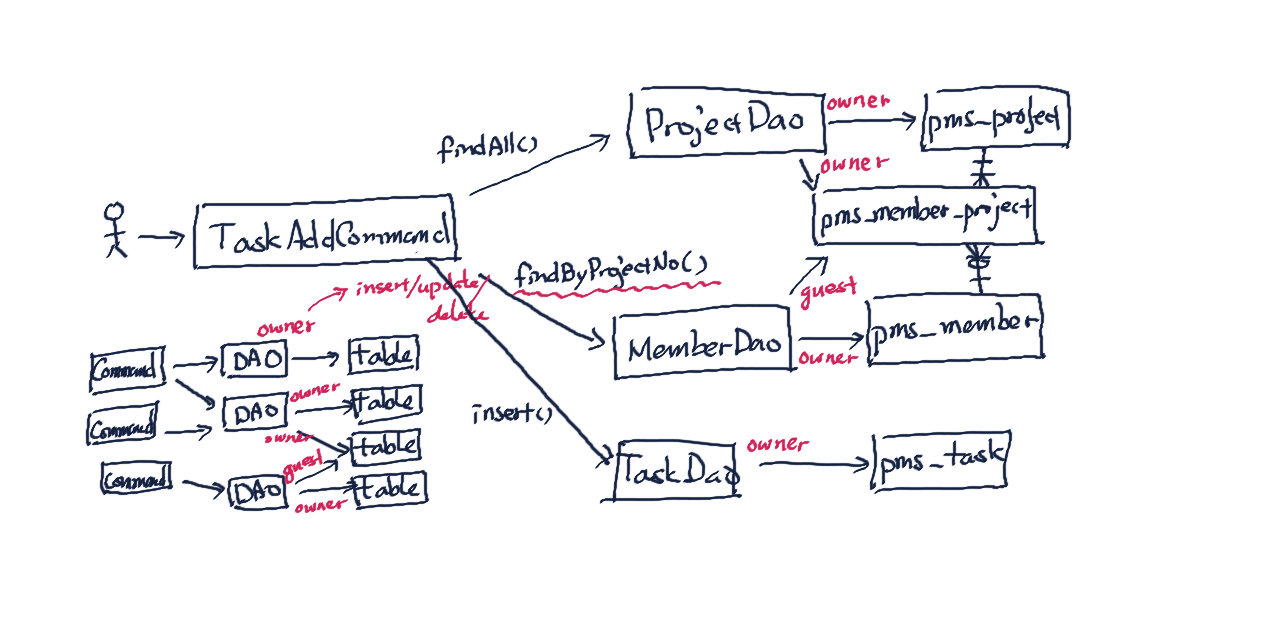 findAll()
ProjectDao
owner
pms_project
owner
pms_member_project
TaskAddCommand
findByProjectNo()
insert/update/
delete
guest
MemberDao
owner
pms_member
insert()
TaskDao
owner
pms_task
owner
Command
DAO
table
Command
DAO
owner
table
owner
table
Command
DAO
guest
owner
table